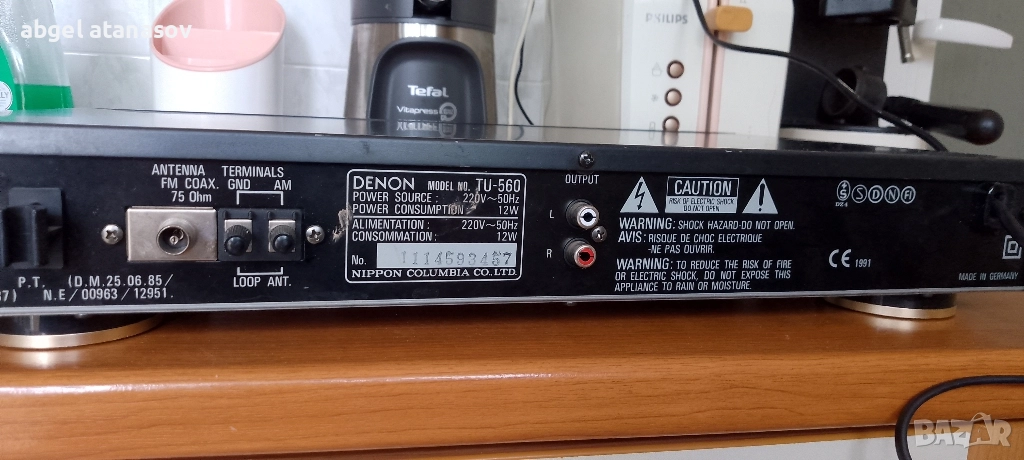 abgel atanasov
PHILIPS
Tefal
Vitapress
ANTENNA TERMINALS
FM COAX. GND AM
75 Ohm
LOOP ANT.
P.T. (D.M.25.06.85/
87) N.E/00963/12951.
DENON MODEL NO. TU-560
POWER SOURCE : 220V~50Hz
POWER CONSUMPTION : 12W
ALIMENTATION : 220V~50Hz
CONSOMMATION : 12W
No. 1114593457
NIPPON COLUMBIA CO. LTD.
OUTPUT
L
R
CAUTION
RISK OF ELECTRIC SHOCK
DO NOT OPEN
WARNING: SHOCK HAZARD-DO NOT OPEN.
AVIS : RISQUE DE CHOC ELECTRIQUE
-NE PAS OUVRIR.
WARNING: TO REDUCE THE RISK OF FIRE
OR ELECTRIC SHOCK, DO NOT EXPOSE THIS
APPLIANCE TO RAIN OR MOISTURE.
S D N A
DZ4
CE 1991
MADE IN GERMANY
BAZAR